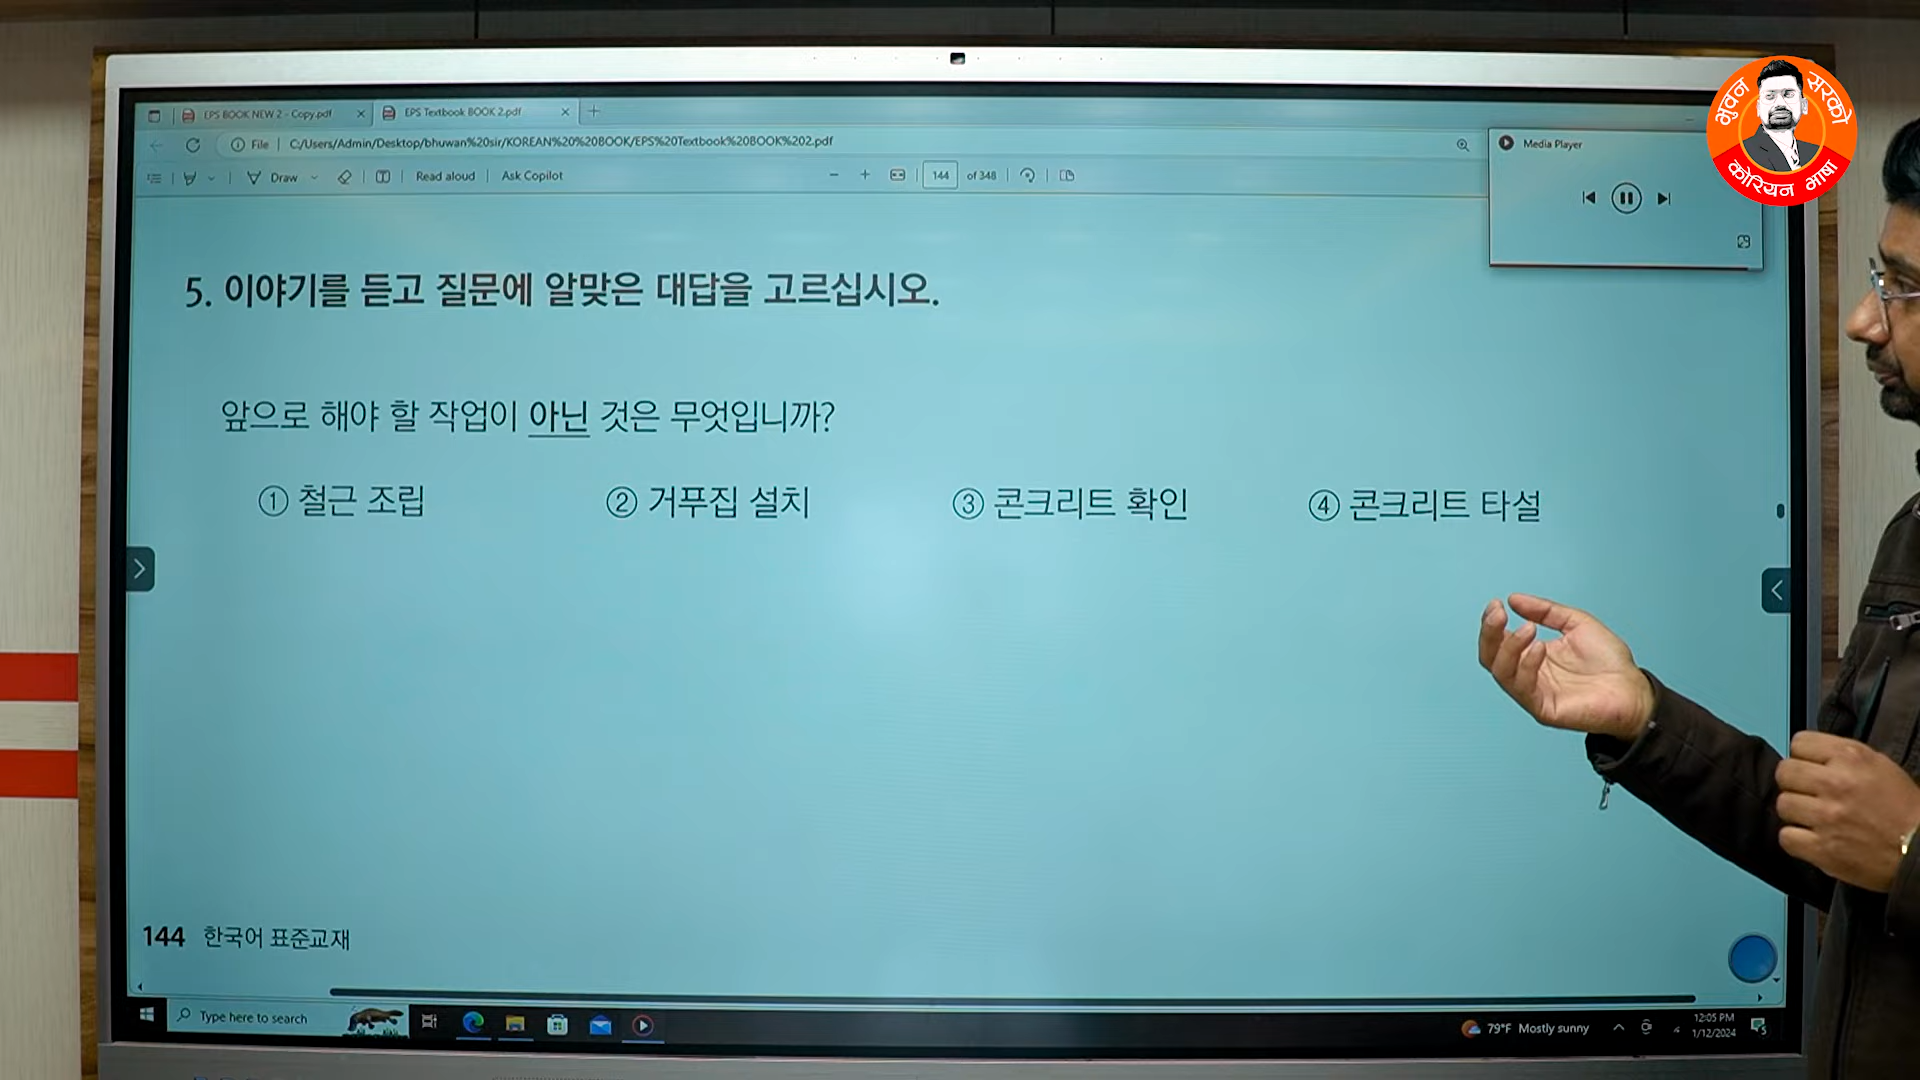 EPS BOOK NEW 2 - Copy.pdf
EPS Textbook BOOK 2.pdf
File
C:/Users/Admin/Desktop/bhuwan%20sir/KOREAN%20%20BOOK/EPS%20Textbook%20BOOK%202.pdf
Draw
Read aloud
Ask Copilot
144 of 348
Media Player
भुवन सरको
कोरियन भाषा
5. 이야기를 듣고 질문에 알맞은 대답을 고르십시오.
앞으로 해야 할 작업이 아닌 것은 무엇입니까?
① 철근 조립
② 거푸집 설치
③ 콘크리트 확인
④ 콘크리트 타설
144 한국어 표준교재
Type here to search
79°F Mostly sunny
12:05 PM
1/12/2024